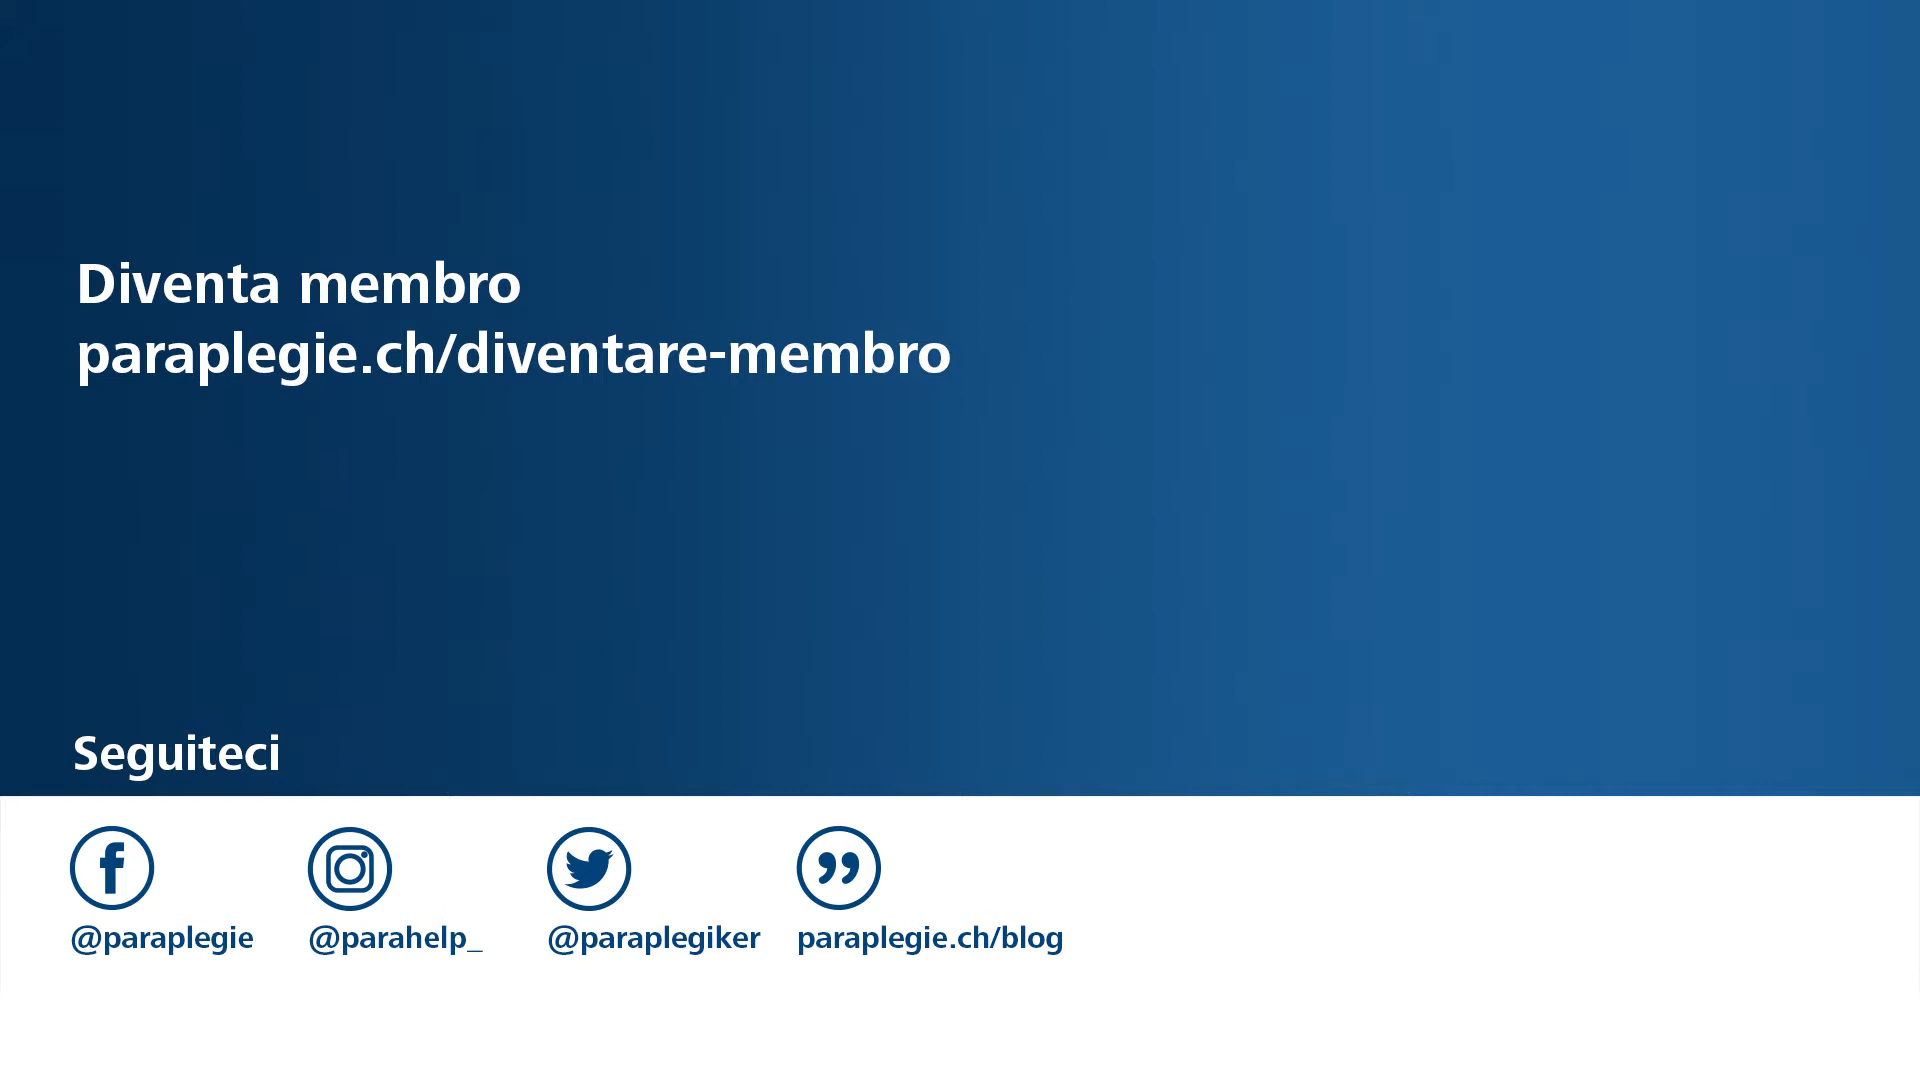 Diventa membro
paraplegie.ch/diventare-membro
Seguiteci
@paraplegie
@parahelp_
@paraplegiker
paraplegie.ch/blog